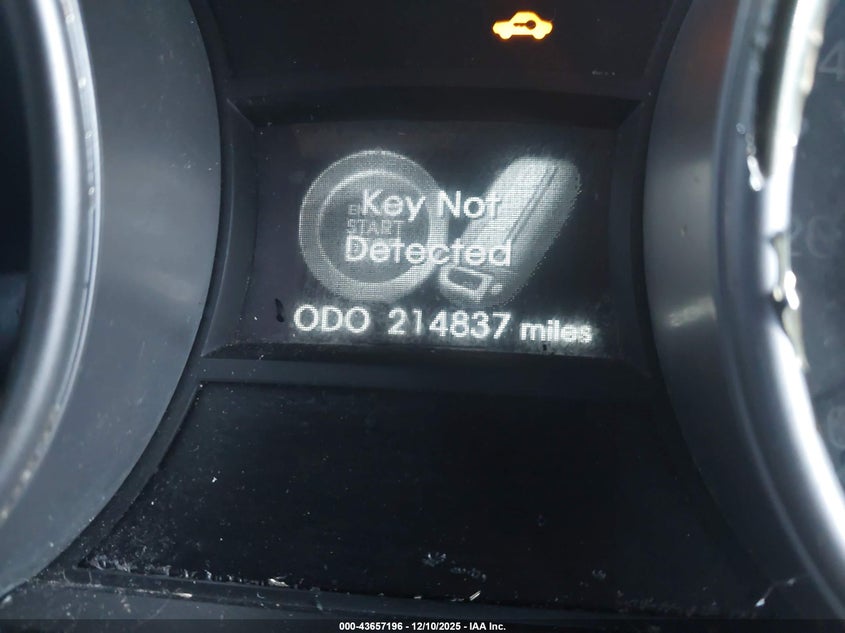 Key Not
START
Detected
ODO 214837 miles
000-43657196 - 12/10/2025 - IAA Inc.